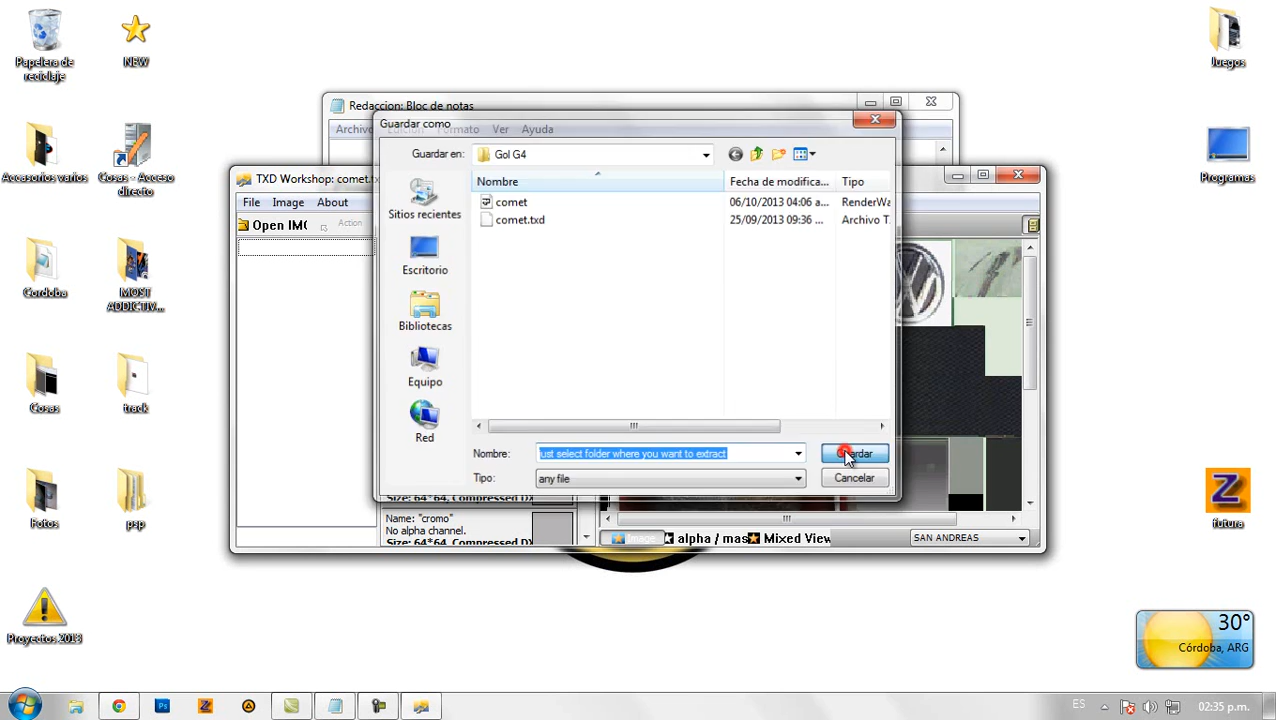 Papelera de
reciclaje
NEW
Juegos
Accesorios varios
Cosas - Acceso
directo
Programas
Cordoba
MOST
ADDICTIV...
Cosas
track
Fotos
psp
futura
Proyectos 2013
Redaccion: Bloc de notas
Archivo Edición Formato Ver Ayuda
TXD Workshop: comet.tx
File Image About
Open IMG
Action
Guardar como
Guardar en: Gol G4
Nombre Fecha de modifica... Tipo
comet 06/10/2013 04:06 a... RenderWa
comet.txd 25/09/2013 09:36 ... Archivo T
Sitios recientes
Escritorio
Bibliotecas
Equipo
Red
Nombre: just select folder where you want to extract Guardar
Tipo: any file Cancelar
Size: 64*64, Compressed DX
Name: "cromo"
No alpha channel.
Size: 64*64, Compressed DX
Image alpha / mas Mixed View SAN ANDREAS
30°
Córdoba, ARG
ES 02:35 p.m.